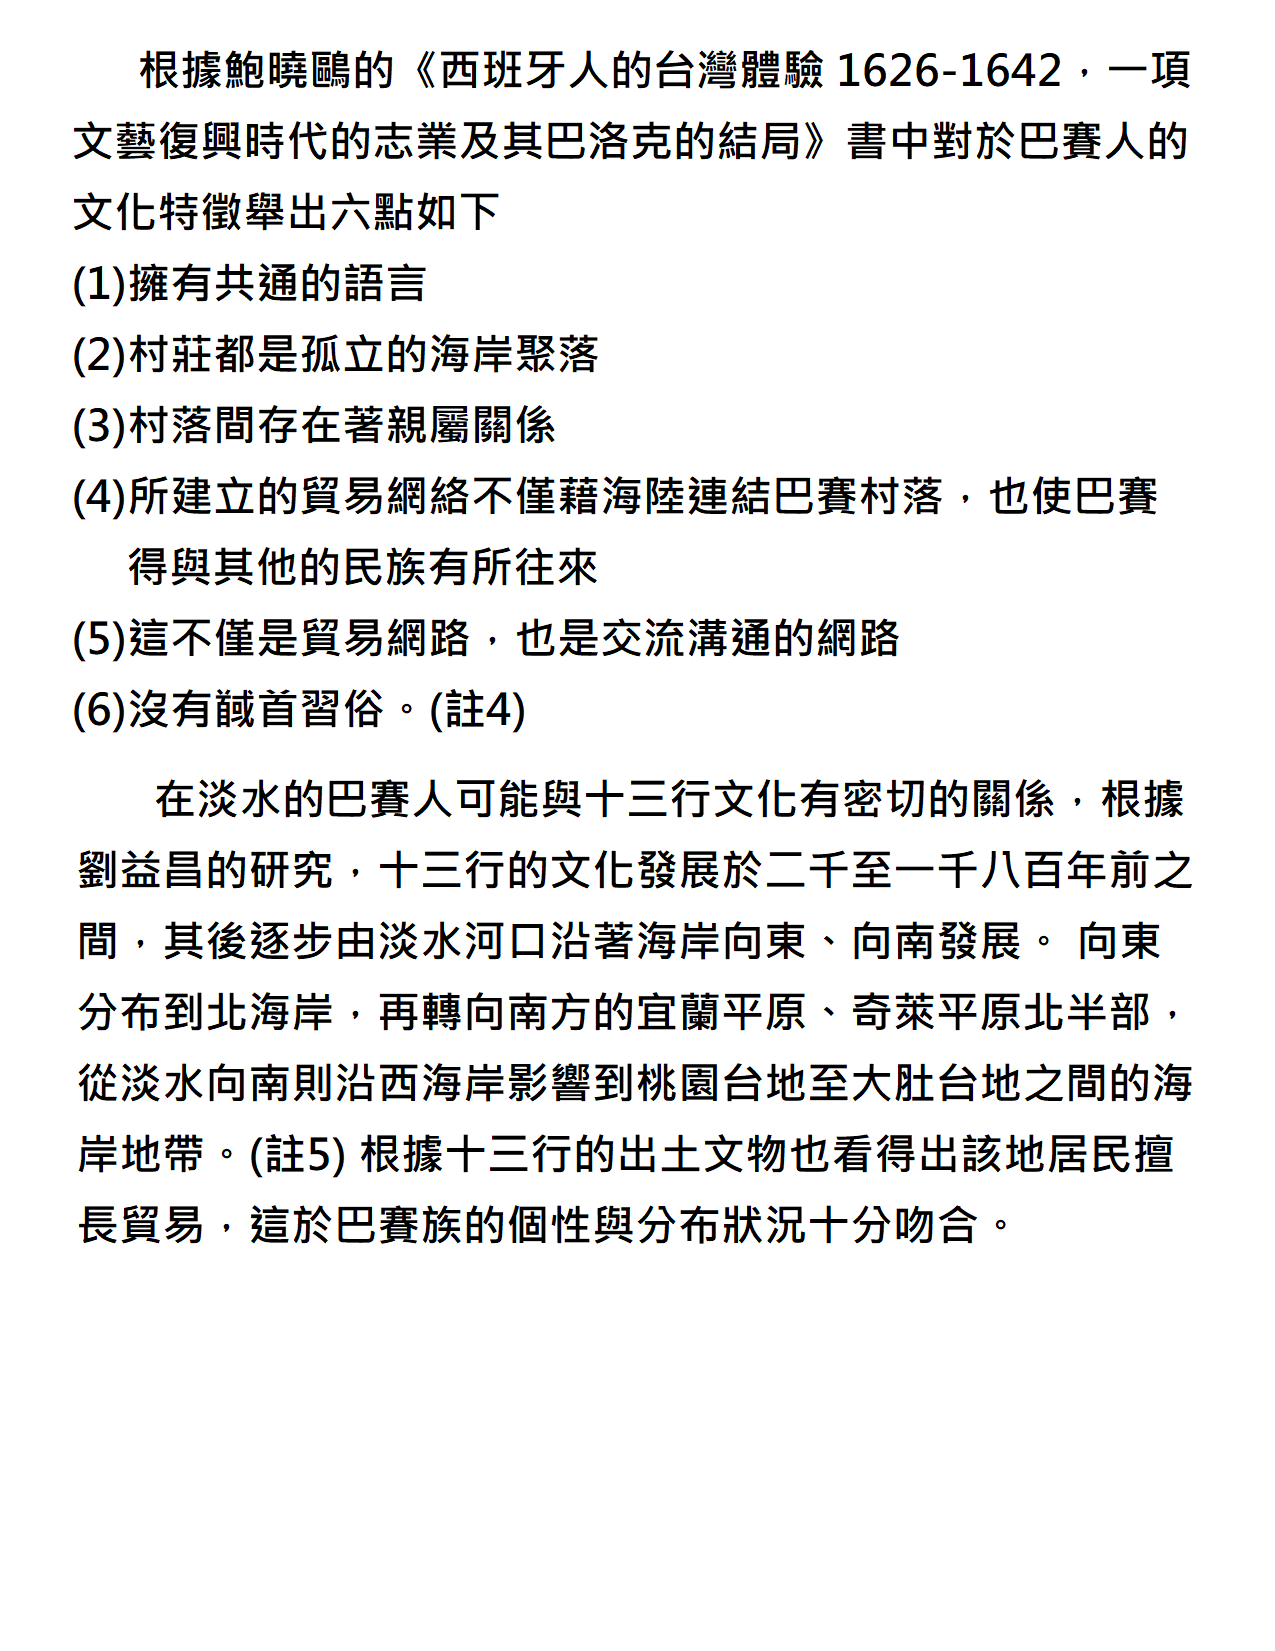 根據鮑曉鷗的《西班牙人的台灣體驗 1626-1642，一項
文藝復興時代的志業及其巴洛克的結局》書中對於巴賽人的
文化特徵舉出六點如下
(1)擁有共通的語言
(2)村莊都是孤立的海岸聚落
(3)村落間存在著親屬關係
(4)所建立的貿易網絡不僅藉海陸連結巴賽村落，也使巴賽
得與其他的民族有所往來
(5)這不僅是貿易網路，也是交流溝通的網路
(6)沒有馘首習俗。(註4)
在淡水的巴賽人可能與十三行文化有密切的關係，根據
劉益昌的研究，十三行的文化發展於二千至一千八百年前之
間，其後逐步由淡水河口沿著海岸向東、向南發展。 向東
分布到北海岸，再轉向南方的宜蘭平原、奇萊平原北半部，
從淡水向南則沿西海岸影響到桃園台地至大肚台地之間的海
岸地帶。(註5) 根據十三行的出土文物也看得出該地居民擅
長貿易，這於巴賽族的個性與分布狀況十分吻合。